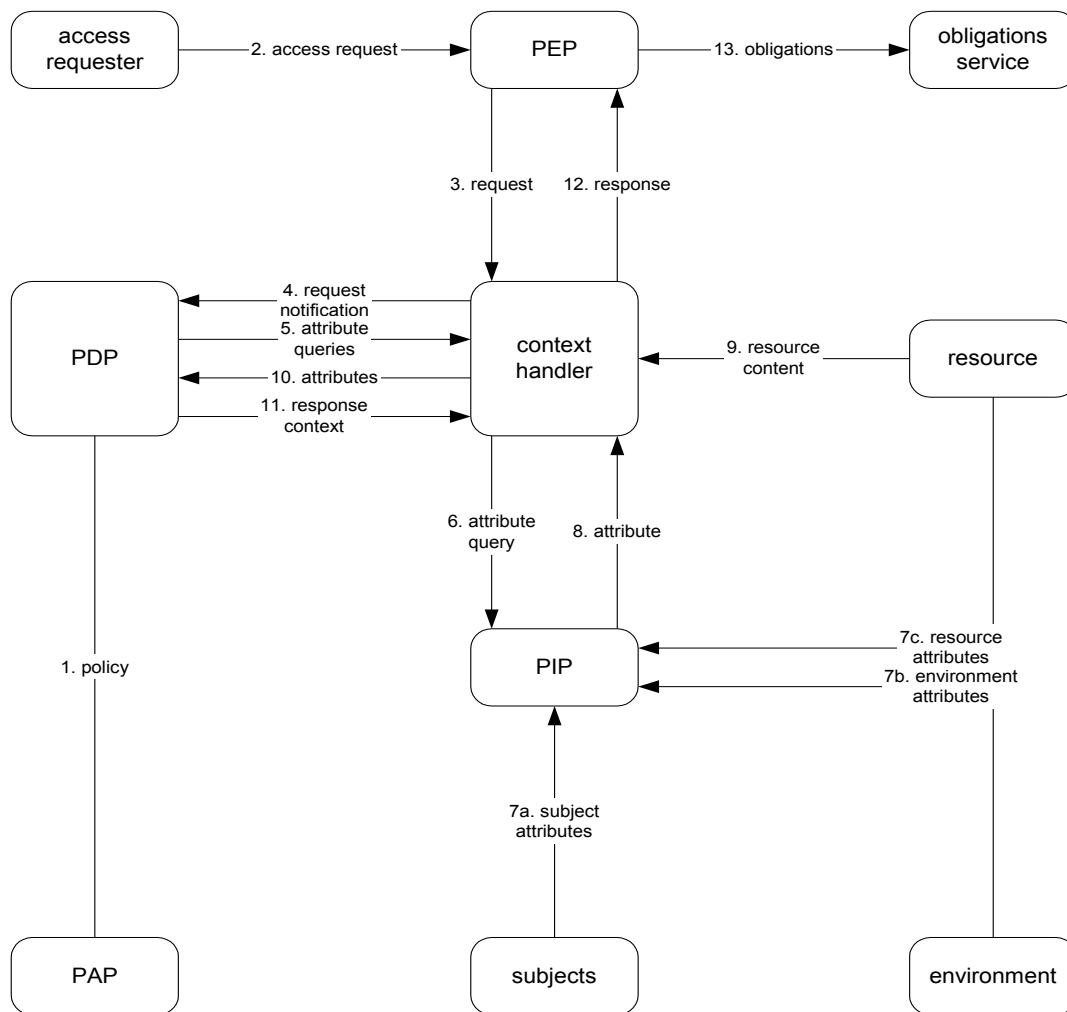 access
requester
2. access request
PEP
13. obligations
obligations
service
3. request
12. response
PDP
4. request
notification
5. attribute
queries
10. attributes
11. response
context
context
handler
9. resource
content
resource
6. attribute
query
8. attribute
1. policy
PIP
7c. resource
attributes
7b. environment
attributes
7a. subject
attributes
PAP
subjects
environment